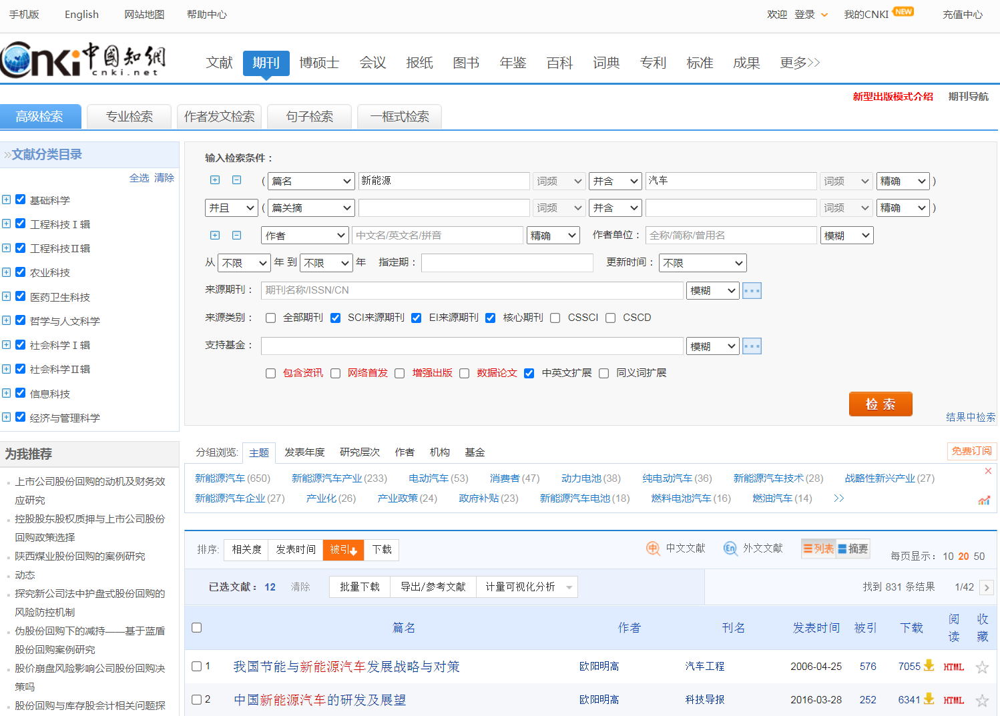 手机版 English 网站地图 帮助中心 欢迎 登录 我的CNKI NEW 充值中心
Cnki 中國知網 cnki.net
文献 期刊 博硕士 会议 报纸 图书 年鉴 百科 词典 专利 标准 成果 更多>>
新型出版模式介绍 期刊导航
高级检索 专业检索 作者发文检索 句子检索 一框式检索
文献分类目录
全选 清除
基础科学
工程科技Ⅰ辑
工程科技Ⅱ辑
农业科技
医药卫生科技
哲学与人文科学
社会科学Ⅰ辑
社会科学Ⅱ辑
信息科技
经济与管理科学
为我推荐
上市公司股份回购的动机及财务效
应研究
控股股东股权质押与上市公司股份
回购政策选择
陕西煤业股份回购的案例研究
动态
探究新公司法中护盘式股份回购的
风险防控机制
伪股份回购下的减持——基于蓝盾
股份回购案例研究
股价崩盘风险影响公司股份回购决
策吗
股份回购与库存股会计相关问题探
输入检索条件：
( 篇名 新能源 词频 并含 汽车 词频 精确 )
并且 ( 篇关摘 词频 并含 词频 精确 )
作者 中文名/英文名/拼音 精确 作者单位： 全称/简称/曾用名 模糊
从 不限 年 到 不限 年 指定期： 更新时间： 不限
来源期刊： 期刊名称/ISSN/CN 模糊
来源类别： 全部期刊 SCI来源期刊 EI来源期刊 核心期刊 CSSCI CSCD
支持基金： 模糊
包含资讯 网络首发 增强出版 数据论文 中英文扩展 同义词扩展
检 索
结果中检索
分组浏览: 主题 发表年度 研究层次 作者 机构 基金 免费订阅
新能源汽车(650) 新能源汽车产业(233) 电动汽车(53) 消费者(47) 动力电池(38) 纯电动汽车(36) 新能源汽车技术(28) 战略性新兴产业(27)
新能源汽车企业(27) 产业化(26) 产业政策(24) 政府补贴(23) 新能源汽车电池(18) 燃料电池汽车(16) 燃油汽车(14) >>
排序: 相关度 发表时间 被引 下载 中 中文文献 En 外文文献 列表 摘要 每页显示： 10 20 50
已选文献： 12 清除 批量下载 导出/参考文献 计量可视化分析 找到 831 条结果 1/42 >
篇名 作者 刊名 发表时间 被引 下载 阅读 收藏
1 我国节能与新能源汽车发展战略与对策 欧阳明高 汽车工程 2006-04-25 576 7055 HTML
2 中国新能源汽车的研发及展望 欧阳明高 科技导报 2016-03-28 252 6341 HTML